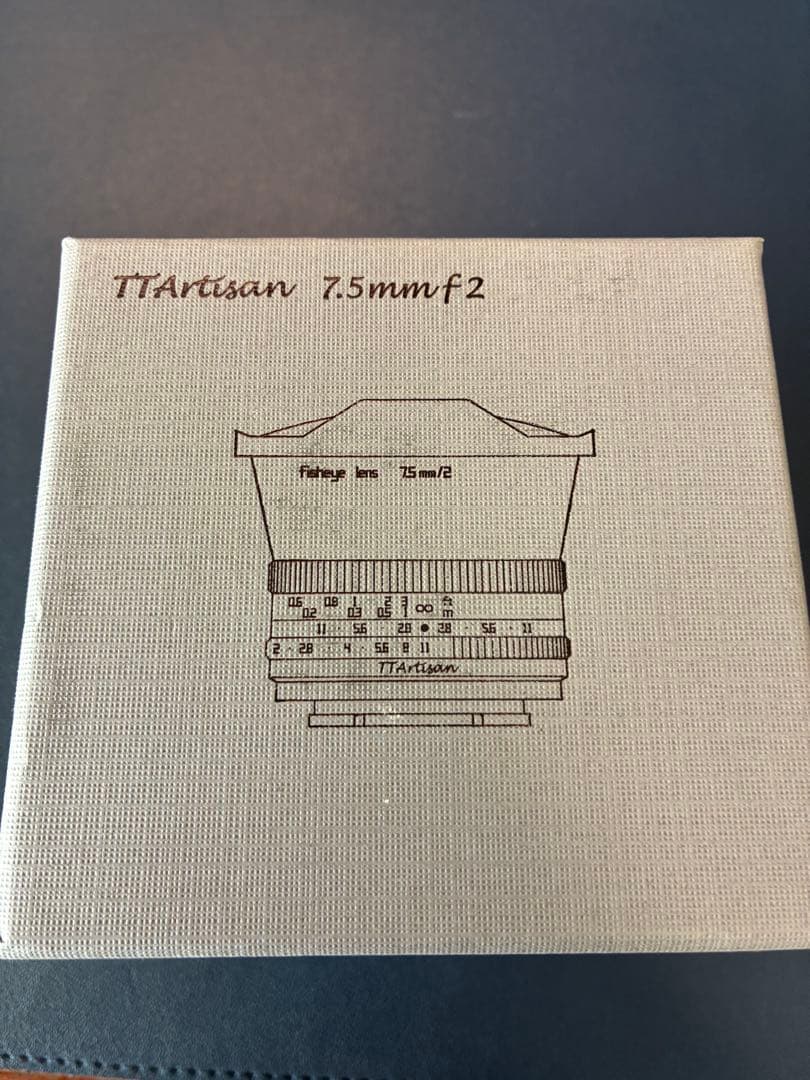 TTArtisan 7.5mm f2
fisheye lens 7.5mm/2
0.6 0.8 1 2 3 ∞ ft
0.2 0.3 0.5 1 m
11 5.6 2.8 • 2.8 · 5.6 · 11
2 · 2.8 · 4 · 5.6 8 11
TTArtisan